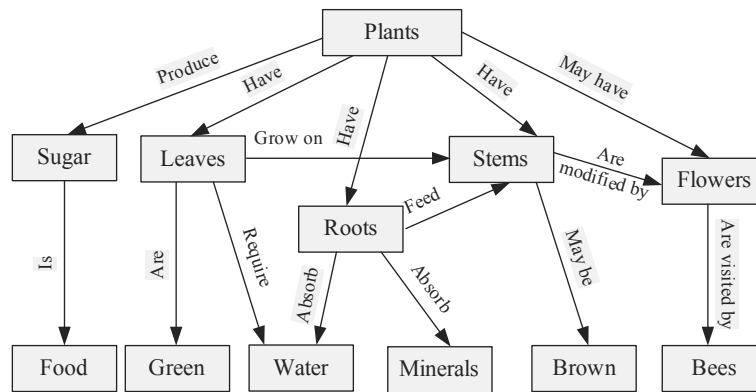 Plants
Produce
Have
Have
Have
May have
Sugar
Leaves
Grow on
Stems
Are
modified by
Flowers
Roots
Feed
Is
Are
Require
Absorb
Absorb
May be
Are visited by
Food
Green
Water
Minerals
Brown
Bees